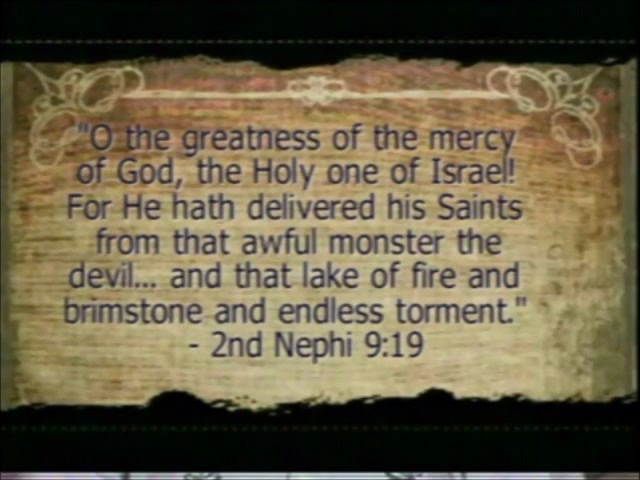 "O the greatness of the mercy
of God, the Holy one of Israel!
For He hath delivered his Saints
from that awful monster the
devil... and that lake of fire and
brimstone and endless torment."
- 2nd Nephi 9:19